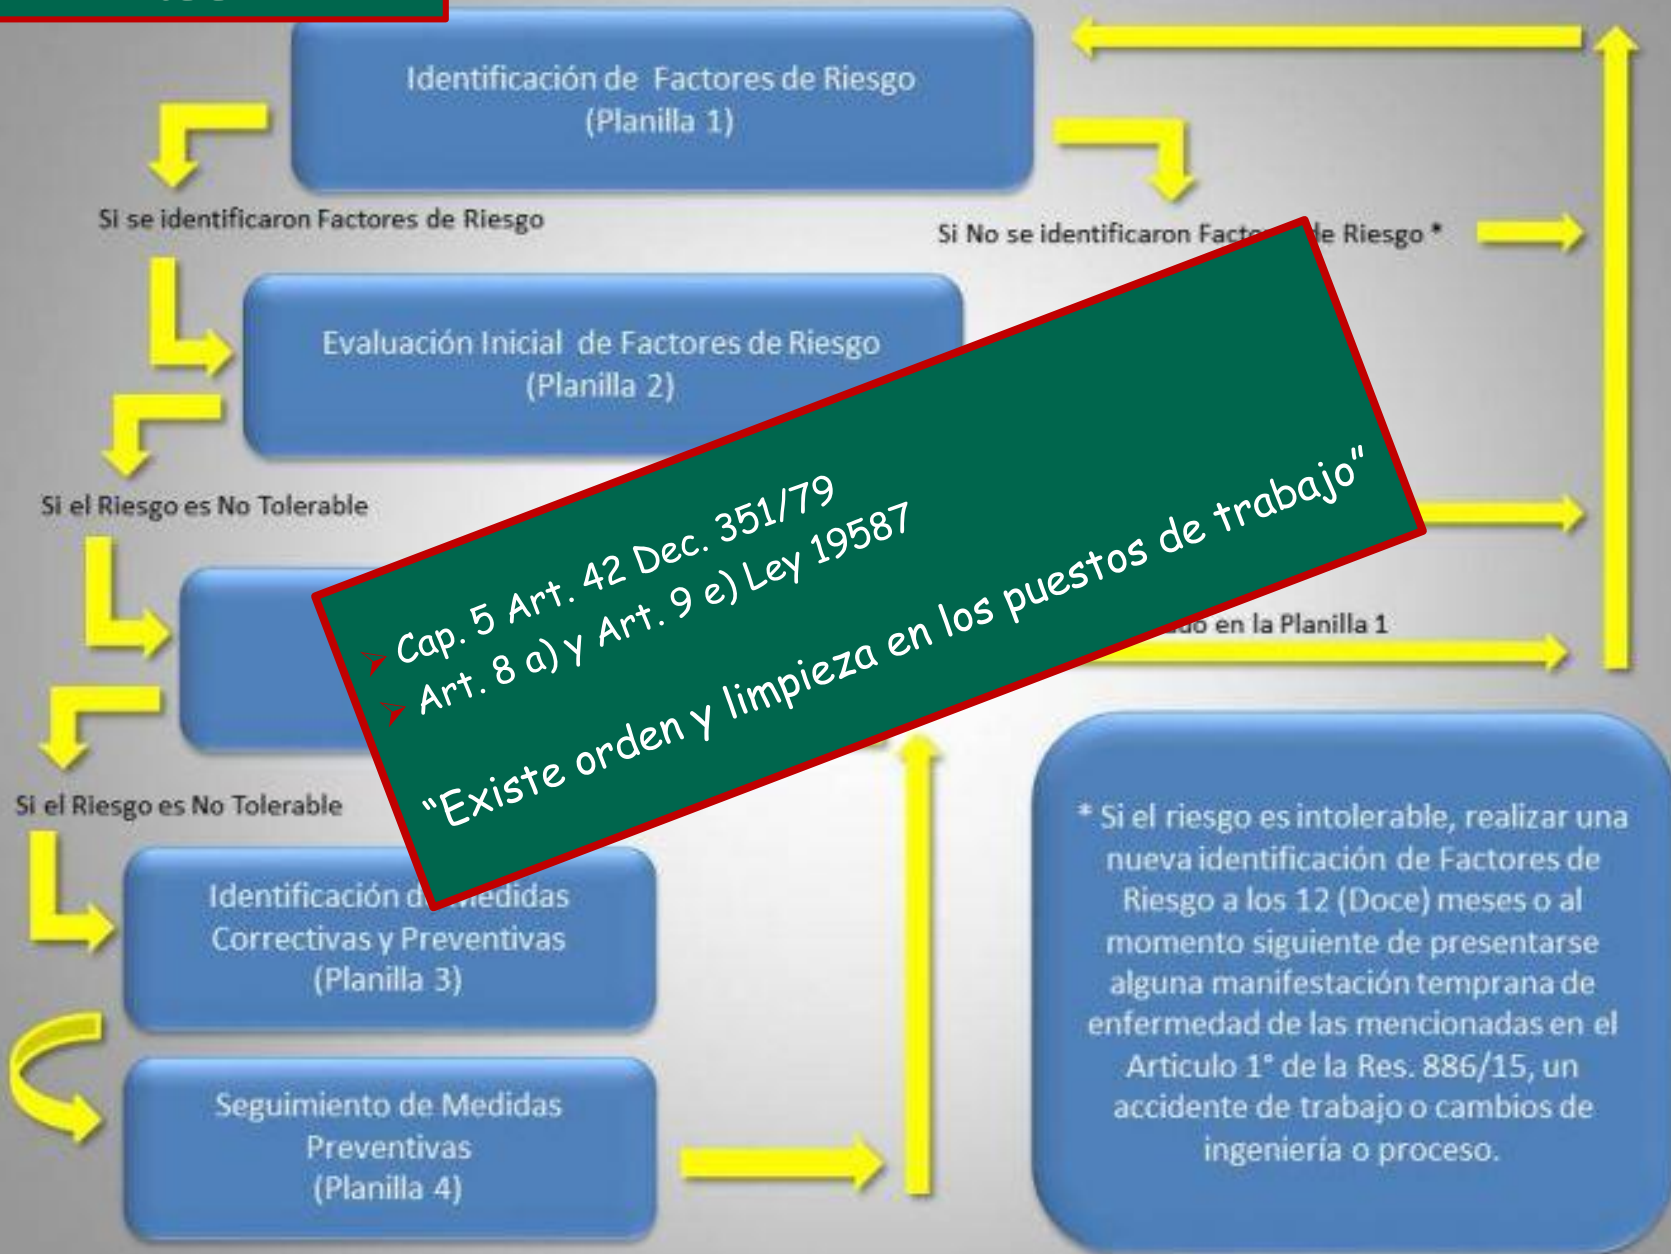 Identificación de Factores de Riesgo
(Planilla 1)
Si se identificaron Factores de Riesgo
Si No se identificaron de Riesgo *
Evaluación Inicial de Factores de Riesgo
(Planilla 2)
Si el Riesgo es No Tolerable
Cap. 5 Art. 42 Dec. 351/79
Art. 8 a) y Art. 9 e) Ley 19587
“Existe orden y limpieza en los puestos de trabajo”
en la Planilla 1
Si el Riesgo es No Tolerable
Identificación Medidas
Correctivas y Preventivas
(Planilla 3)
Seguimiento de Medidas
Preventivas
(Planilla 4)
* Si el riesgo es intolerable, realizar una
nueva identificación de Factores de
Riesgo a los 12 (Doce) meses o al
momento siguiente de presentarse
alguna manifestación temprana de
enfermedad de las mencionadas en el
Articulo 1° de la Res. 886/15, un
accidente de trabajo o cambios de
ingeniería o proceso.